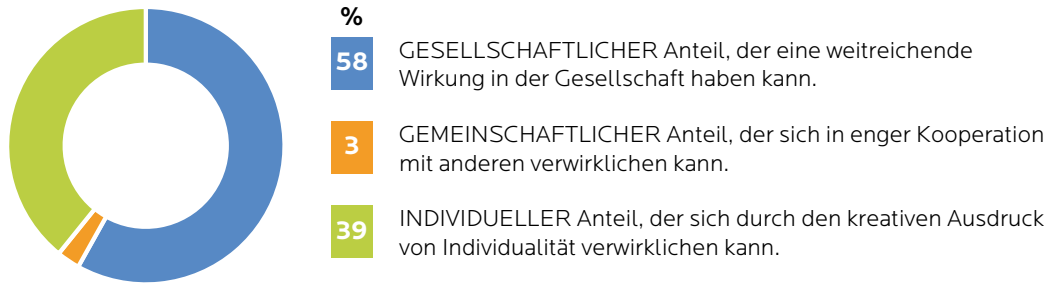 %
58 GESELLSCHAFTLICHER Anteil, der eine weitreichende
Wirkung in der Gesellschaft haben kann.
3 GEMEINSCHAFTLICHER Anteil, der sich in enger Kooperation
mit anderen verwirklichen kann.
39 INDIVIDUELLER Anteil, der sich durch den kreativen Ausdruck
von Individualität verwirklichen kann.